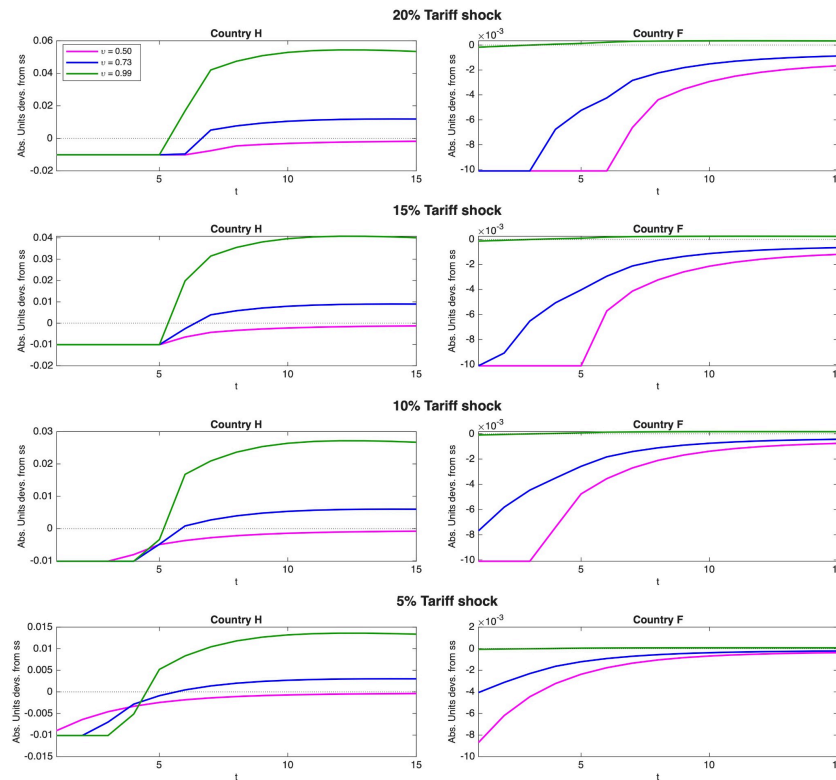 20% Tariff shock
Country H
Country F
×10⁻³
0.06
0.04
0.02
0
-0.02
υ = 0.50
υ = 0.73
υ = 0.99
Abs. Units devs. from ss
5
10
15
t
0
-2
-4
-6
-8
-10
Abs. Units devs. from ss
5
10
15
t
15% Tariff shock
Country H
Country F
×10⁻³
0.04
0.03
0.02
0.01
0
-0.01
-0.02
Abs. Units devs. from ss
5
10
15
t
0
-2
-4
-6
-8
-10
Abs. Units devs. from ss
5
10
t
10% Tariff shock
Country H
Country F
×10⁻³
0.03
0.02
0.01
0
-0.01
Abs. Units devs. from ss
5
10
15
t
0
-2
-4
-6
-8
-10
Abs. Units devs. from ss
5
10
t
5% Tariff shock
Country H
Country F
×10⁻³
0.015
0.01
0.005
0
-0.005
-0.01
-0.015
Abs. Units devs. from ss
5
10
15
t
2
0
-2
-4
-6
-8
-10
Abs. Units devs. from ss
5
10
t